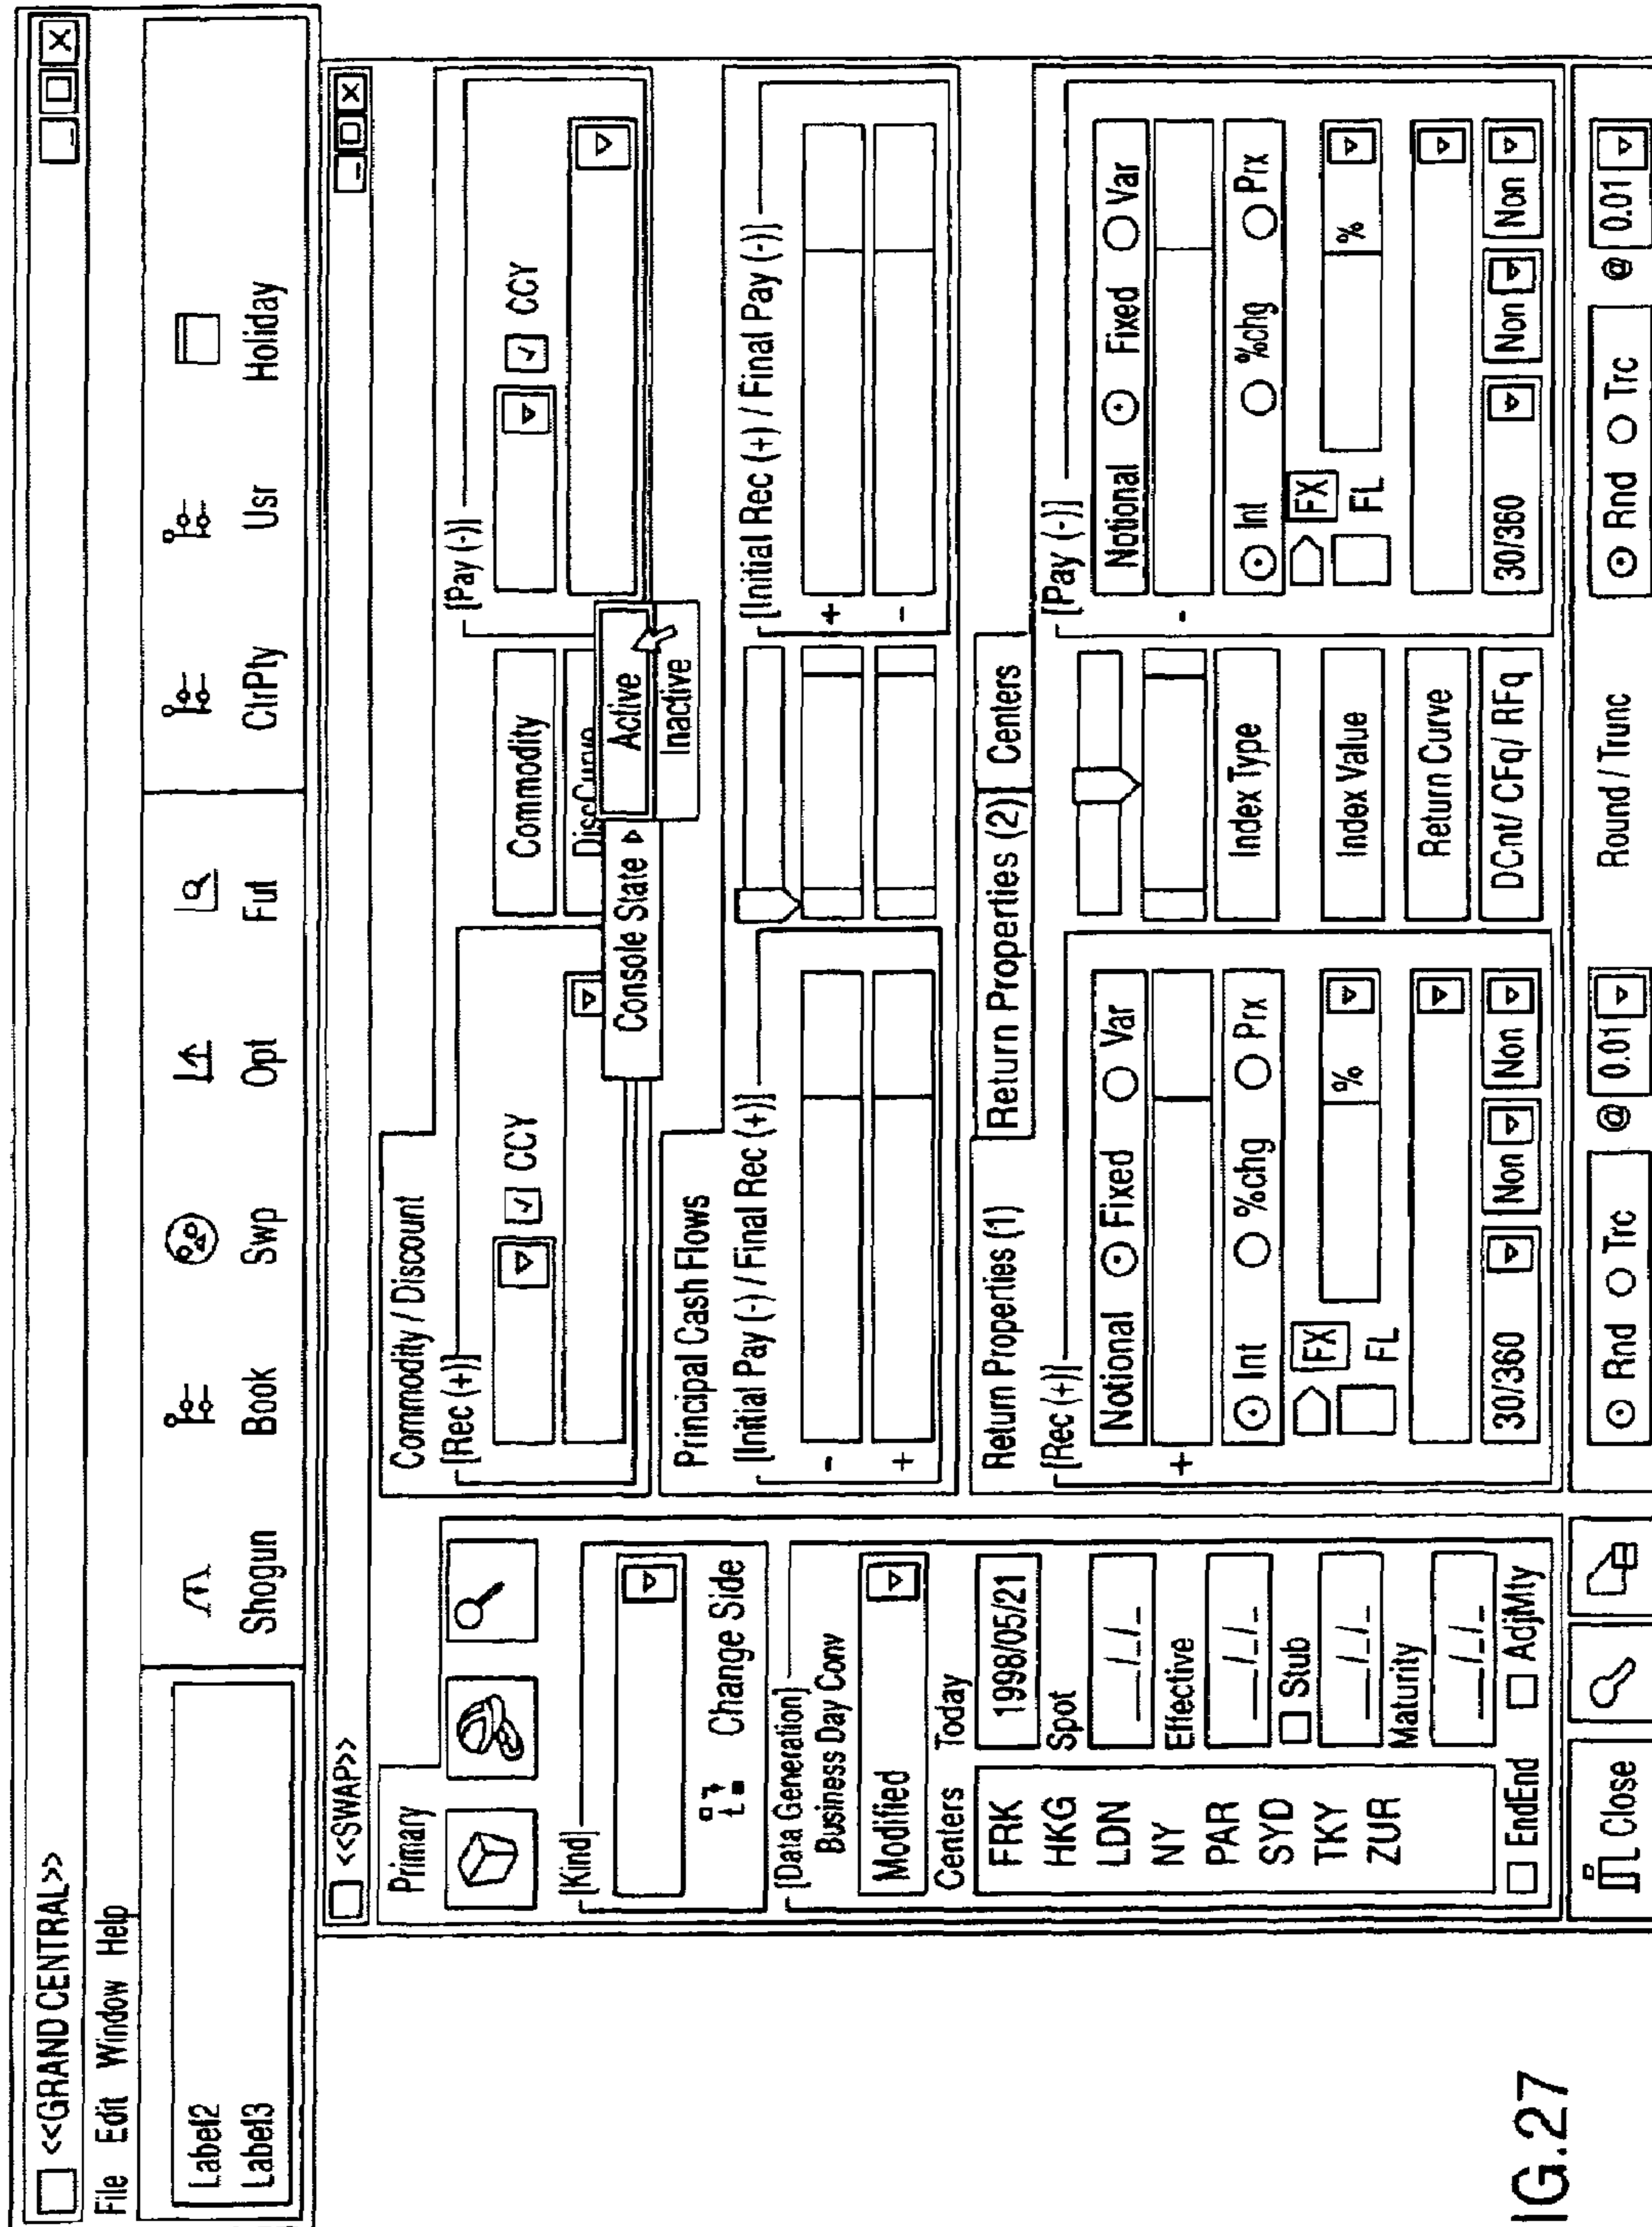 <<GRAND CENTRAL>>
File Edit Window Help
Label2
Label3
Shogun
Book
Swp
Opt
Fut
CtrPty
Usr
Holiday
<<SWAP>>
Primary
[Kind]
Change Side
[Data Generation]
Business Day Conv
Modified
Centers
Today
FRK
HKG
LDN
NY
PAR
SYD
TKY
ZUR
1998/05/21
Spot
__/_/_
Effective
__/_/_
Stub
__/_/_
Maturity
__/_/_
EndEnd
AdjMty
Close
Commodity / Discount
[Rec (+)]
CCY
Commodity
DiscCurve
[Pay (-)]
CCY
Console State
Active
Inactive
Principal Cash Flows
[Initial Pay (-) / Final Rec (+)]
-
+
[Initial Rec (+) / Final Pay (-)]
+
-
Return Properties (1)
Return Properties (2)
Centers
[Rec (+)]
Notional Fixed Var
+
Int %chg Prx
FX
FL
%
30/360 Non Non
Index Type
Index Value
Return Curve
DCnt/ CFq/ RFq
[Pay (-)]
Notional Fixed Var
-
Int %chg Prx
FX
FL
%
30/360 Non Non
Rnd Trc @ 0.01
Round / Trunc
Rnd Trc @ 0.01
IG.27